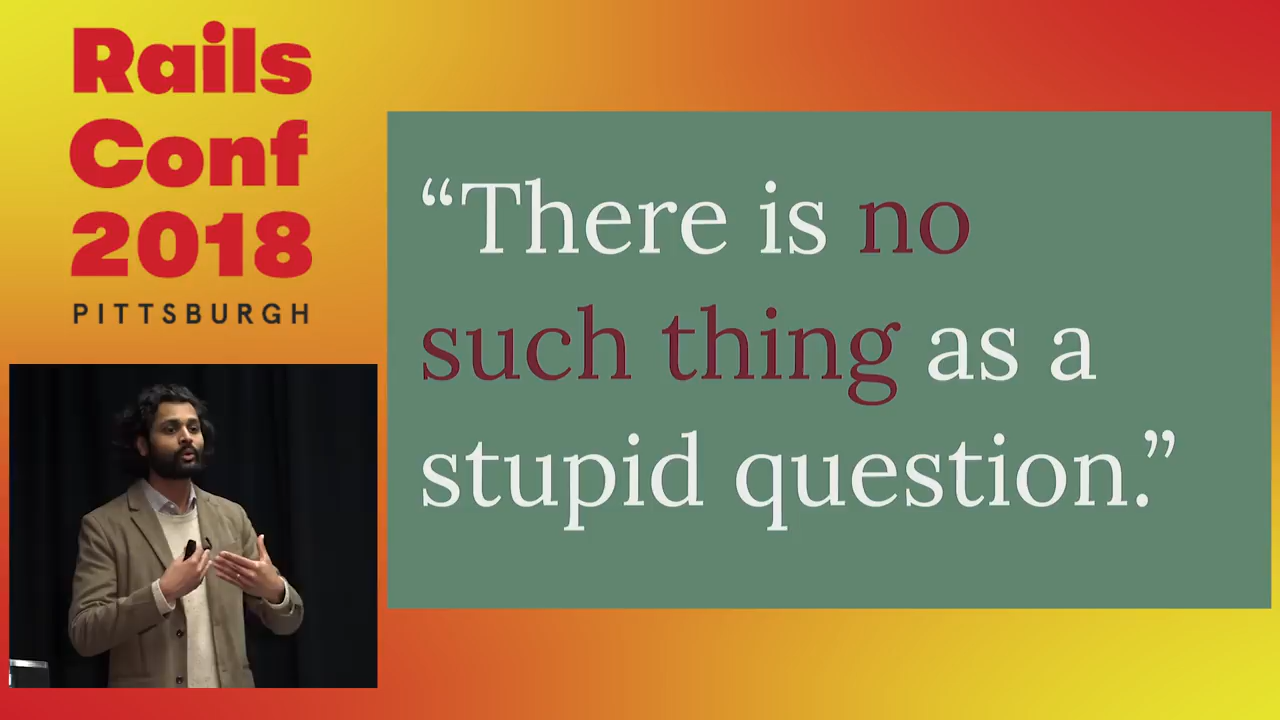 Rails
Conf
2018
PITTSBURGH
“There is no
such thing as a
stupid question.”